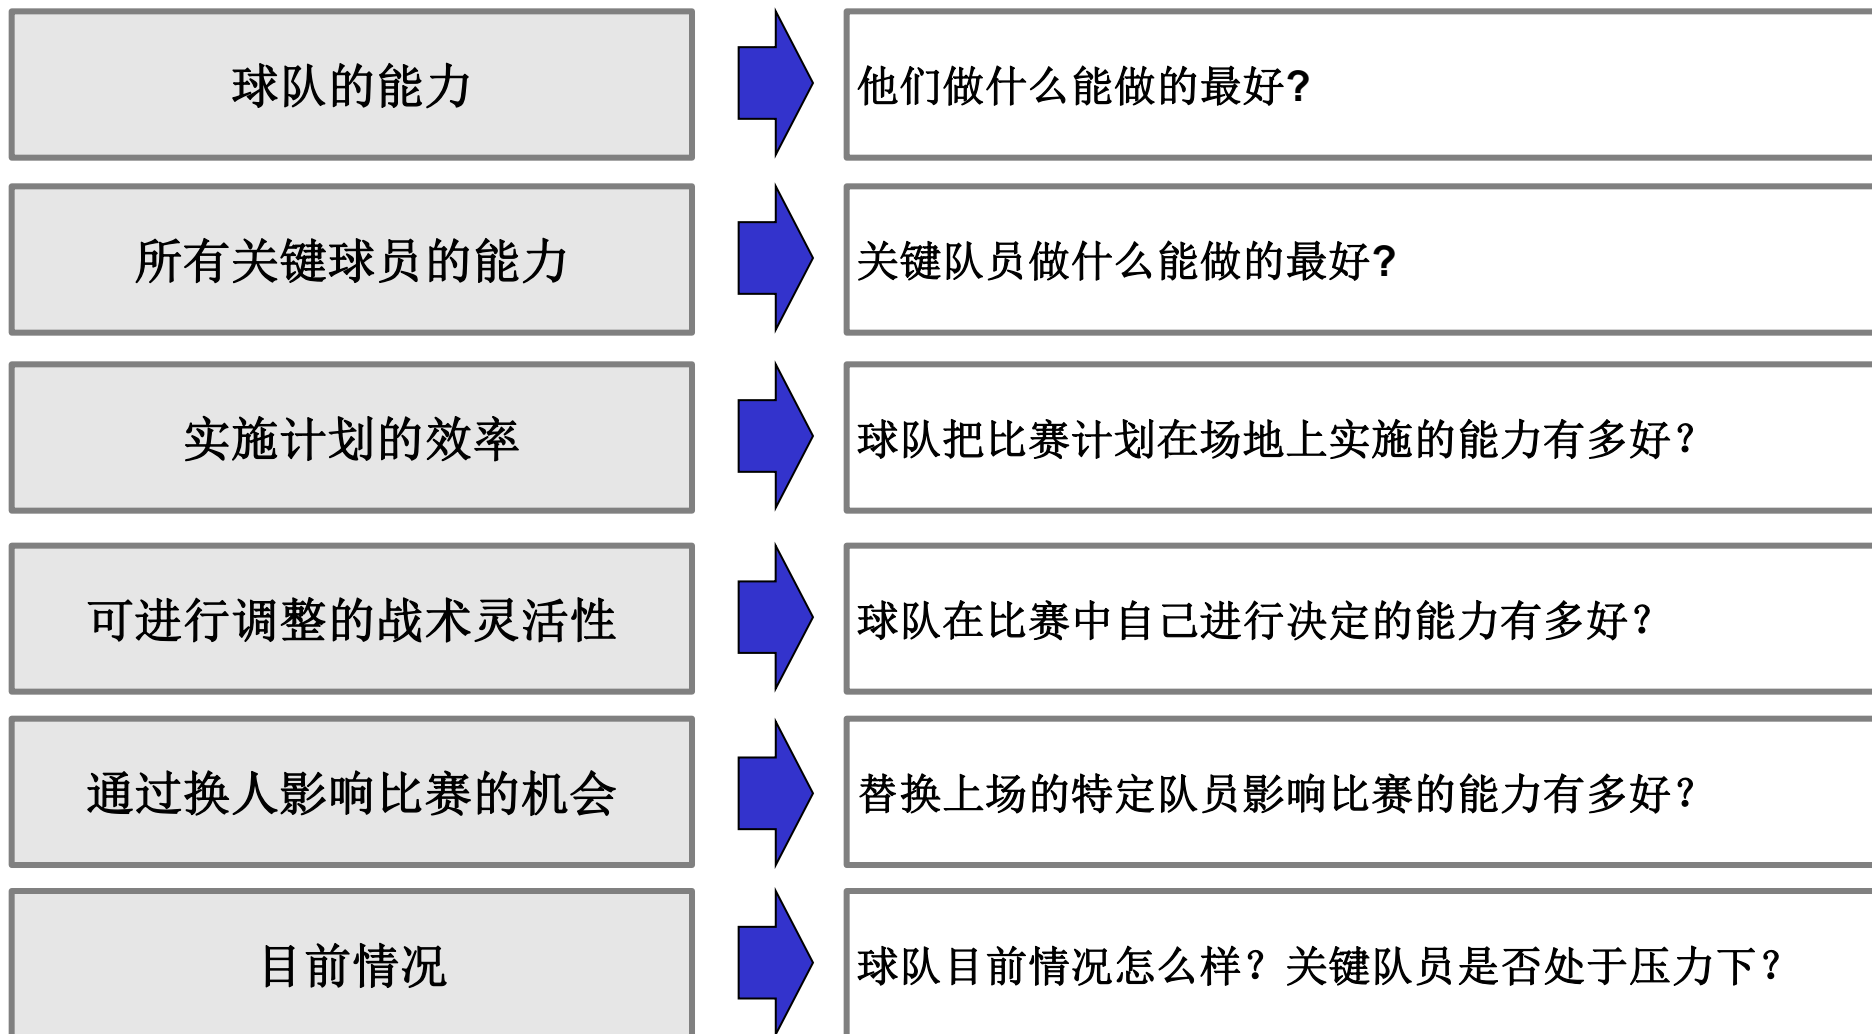 球队的能力
他们做什么能做的最好?
所有关键球员的能力
关键队员做什么能做的最好?
实施计划的效率
球队把比赛计划在场地上实施的能力有多好？
可进行调整的战术灵活性
球队在比赛中自己进行决定的能力有多好？
通过换人影响比赛的机会
替换上场的特定队员影响比赛的能力有多好？
目前情况
球队目前情况怎么样？关键队员是否处于压力下？